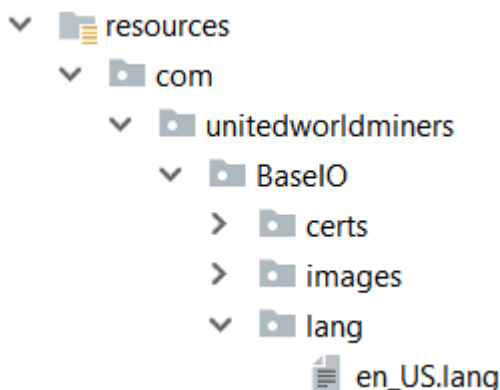 resources
com
unitedworldminers
BaseIO
certs
images
lang
en_US.lang